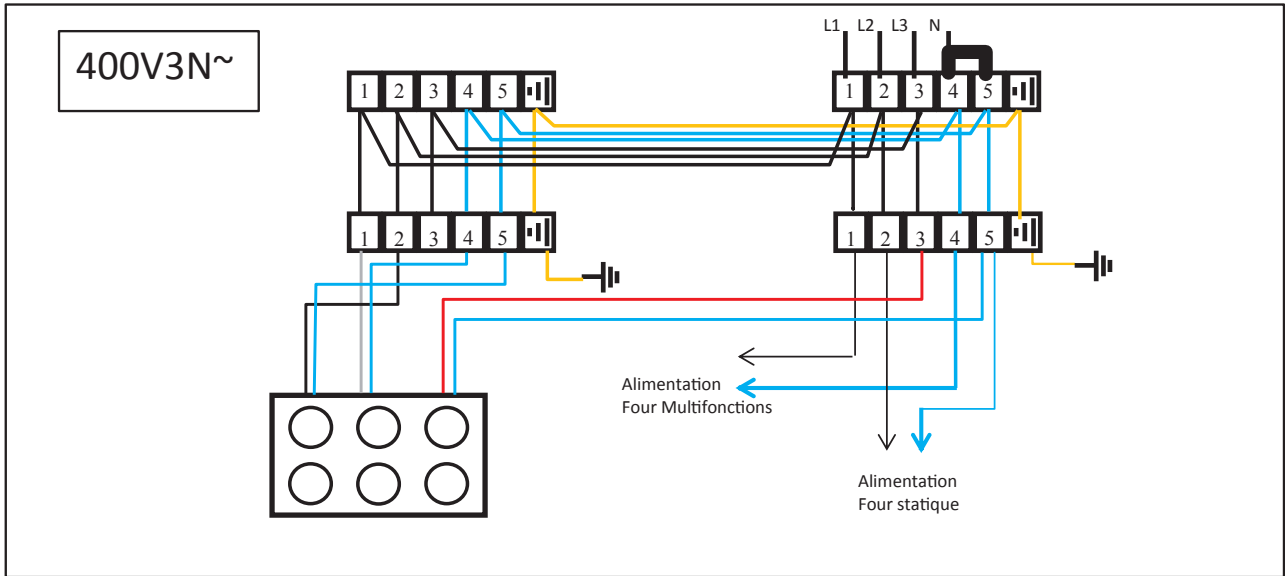 400V3N~
L1 L2 L3 N
1 2 3 4 5
1 2 3 4 5
1 2 3 4 5
1 2 3 4 5
Alimentation
Four Multifonctions
Alimentation
Four statique